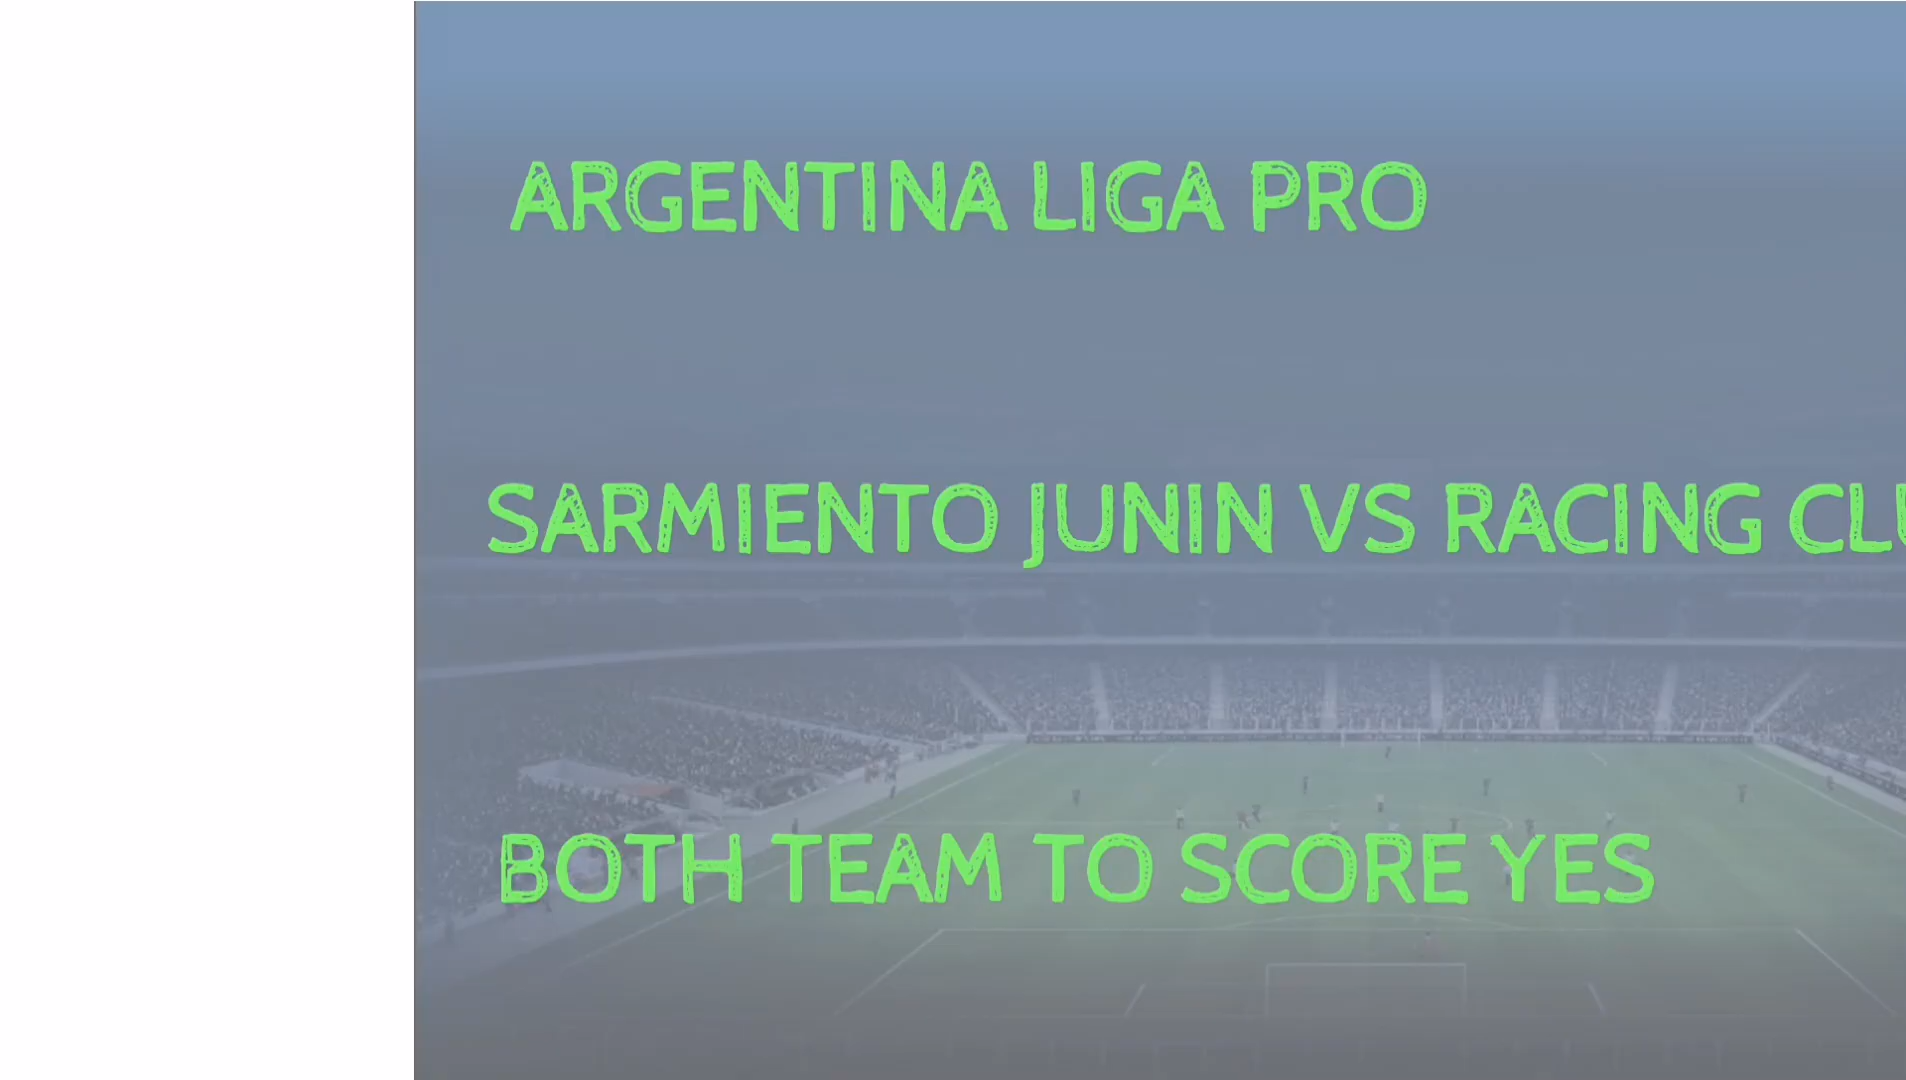 ARGENTINA LIGA PRO
SARMIENTO JUNIN VS RACING
BOTH TEAM TO SCORE YES